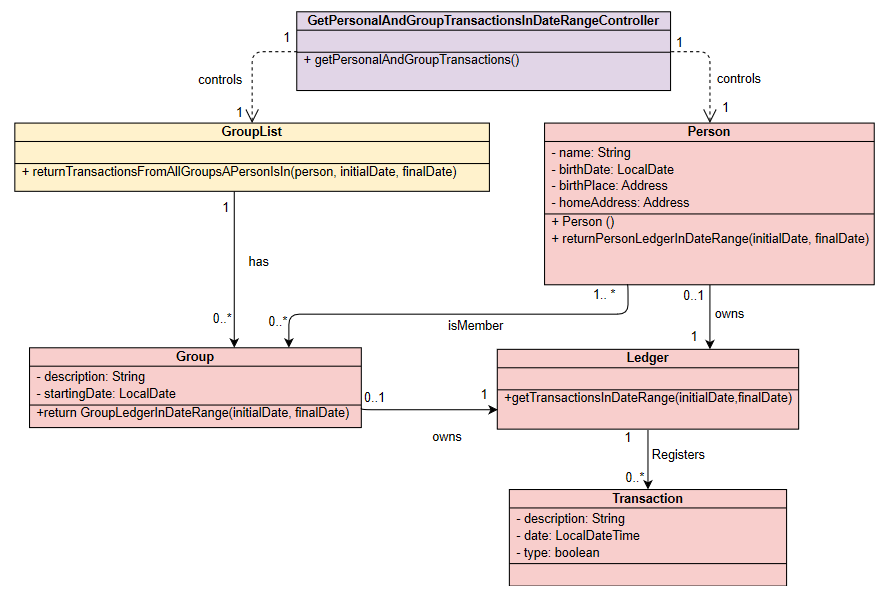 GetPersonalAndGroupTransactionsInDateRangeController
+ getPersonalAndGroupTransactions()
1
1
controls
controls
1
1
GroupList
+ returnTransactionsFromAllGroupsAPersonIsIn(person, initialDate, finalDate)
Person
- name: String
- birthDate: LocalDate
- birthPlace: Address
- homeAddress: Address
+ Person ()
+ returnPersonLedgerInDateRange(initialDate, finalDate)
1
has
0..*
1.. *
isMember
0..*
0..1
owns
1
Group
- description: String
- startingDate: LocalDate
+return GroupLedgerInDateRange(initialDate, finalDate)
0..1
owns
1
Ledger
+getTransactionsInDateRange(initialDate,finalDate)
1
Registers
0..*
Transaction
- description: String
- date: LocalDateTime
- type: boolean